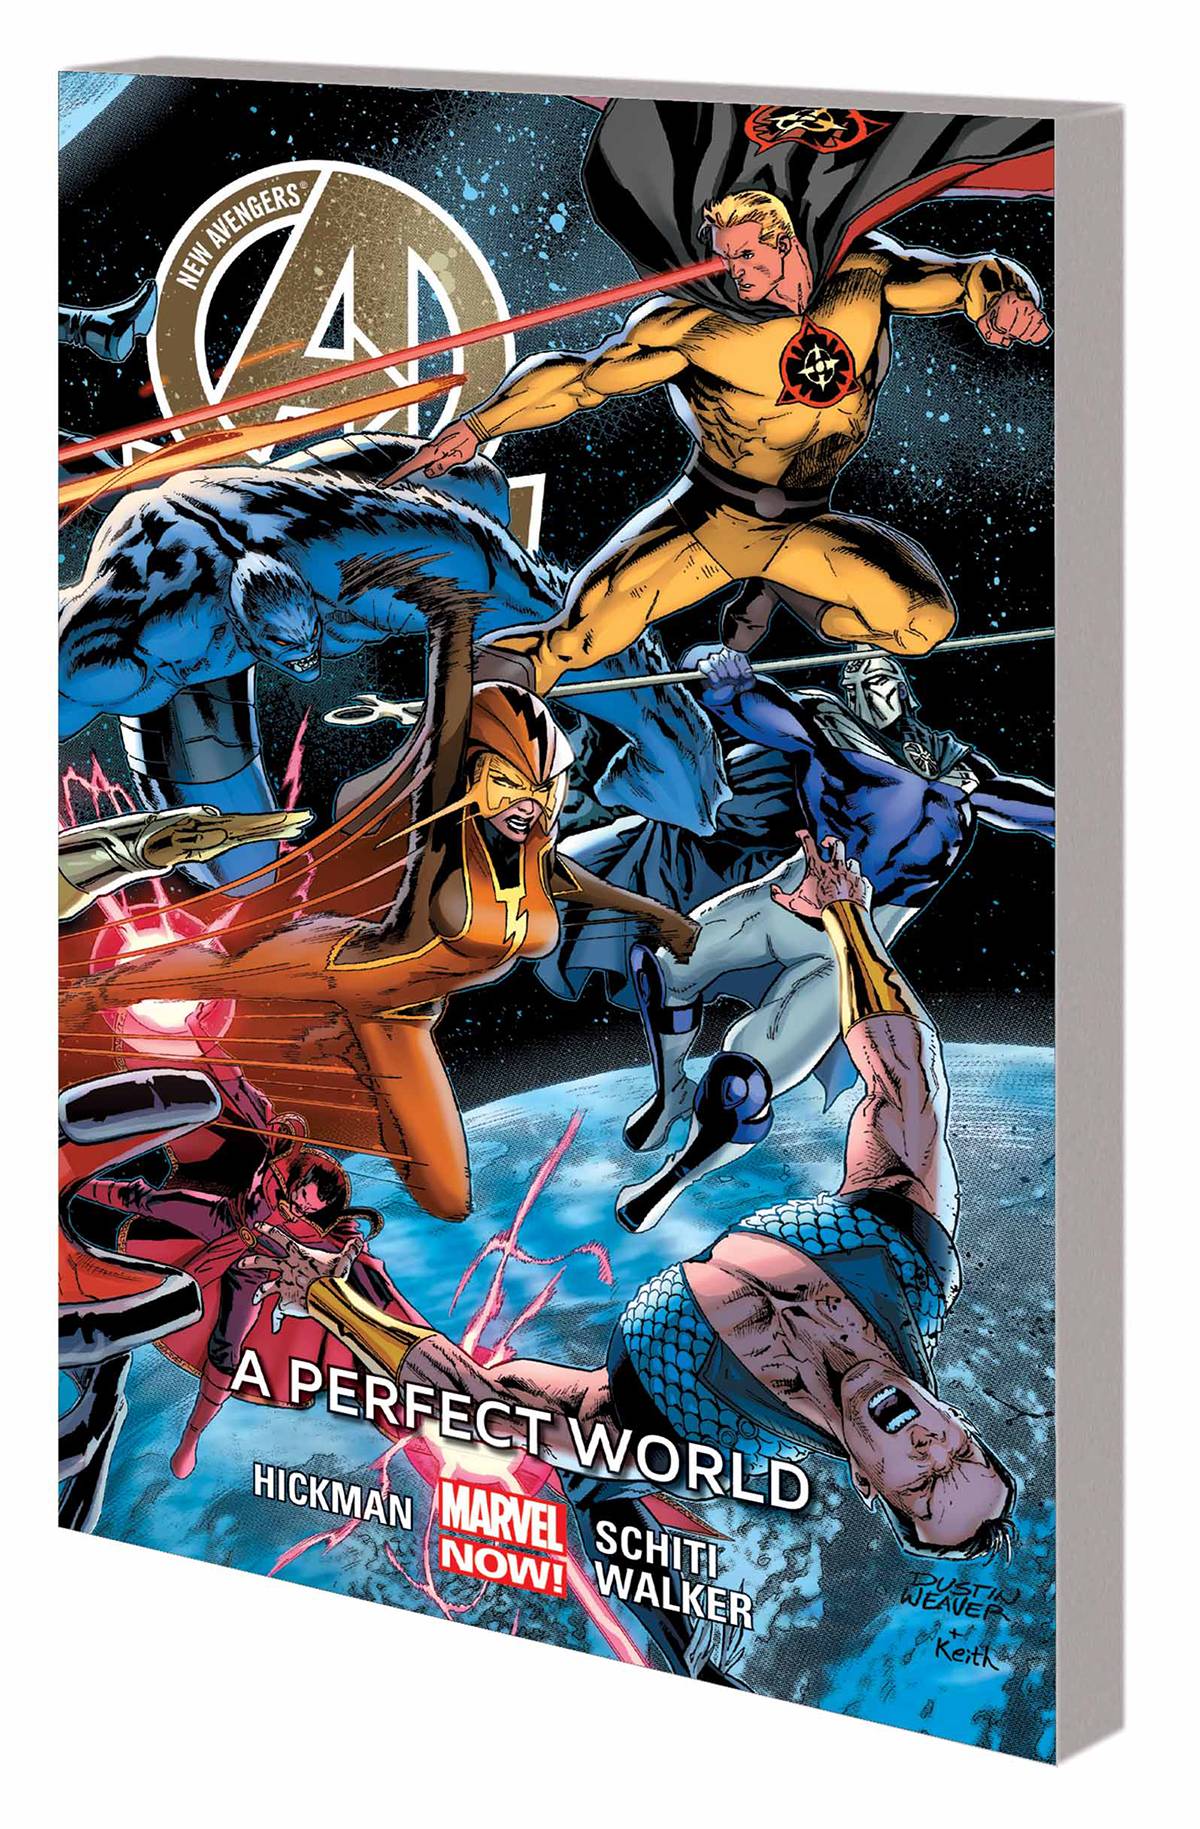 NEW AVENGERS®
A PERFECT WORLD
HICKMAN
MARVEL
NOW!
SCHITI
WALKER
DUSTIN
WEAVER
+
Keith